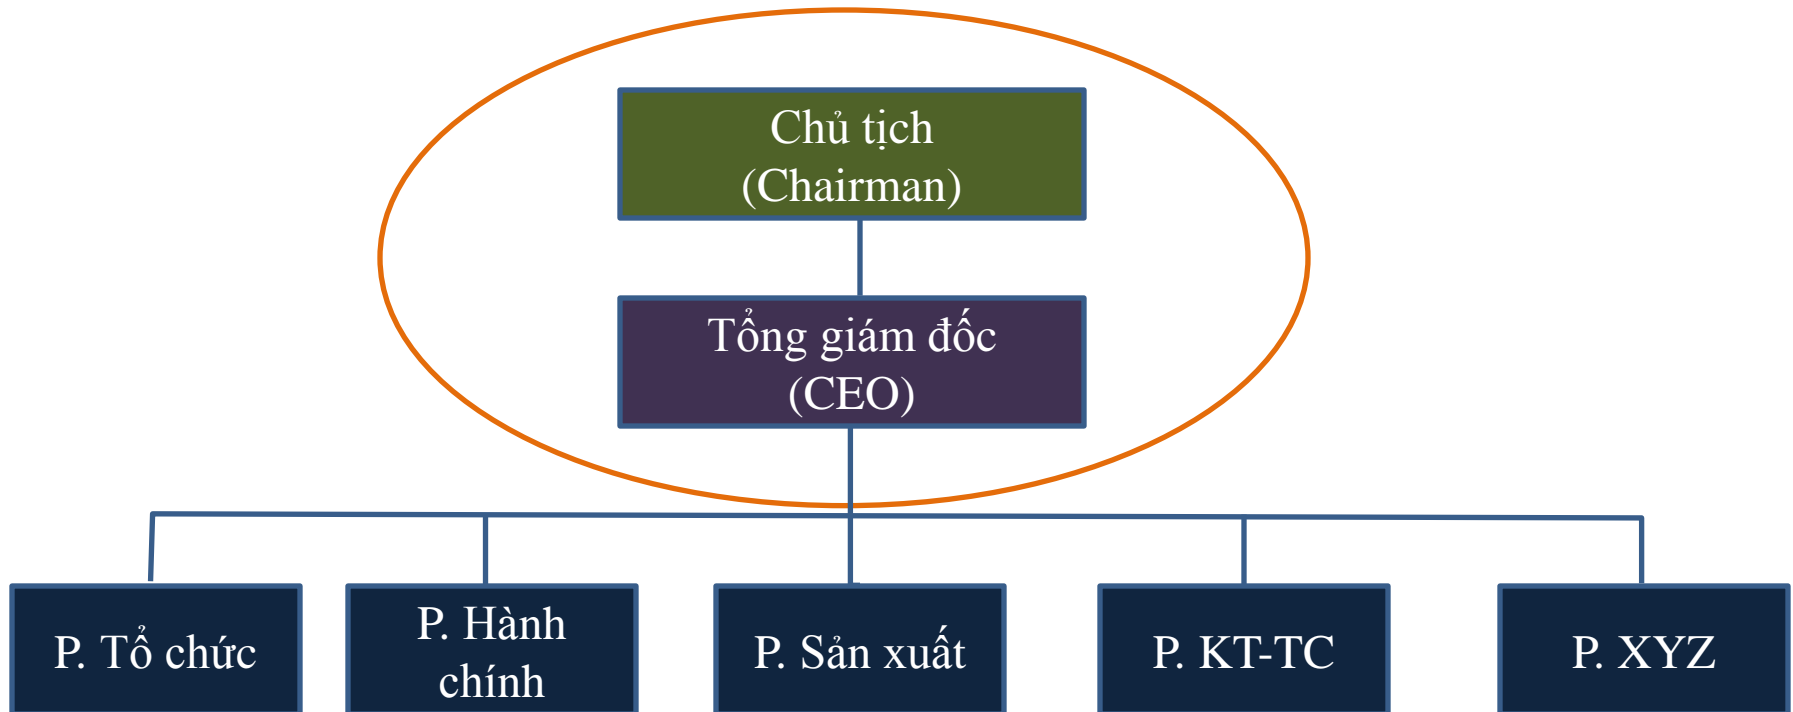 Chủ tịch
(Chairman)
Tổng giám đốc
(CEO)
P. Tổ chức
P. Hành
chính
P. Sản xuất
P. KT-TC
P. XYZ